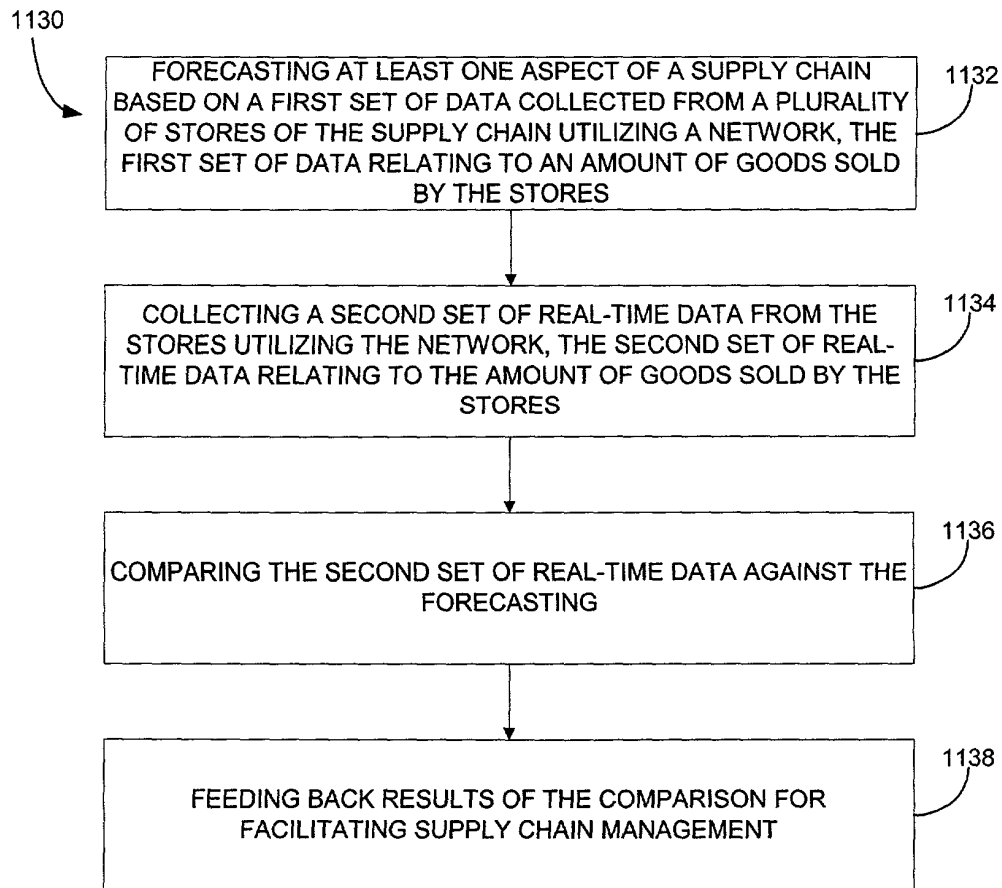 1130
FORECASTING AT LEAST ONE ASPECT OF A SUPPLY CHAIN
BASED ON A FIRST SET OF DATA COLLECTED FROM A PLURALITY
OF STORES OF THE SUPPLY CHAIN UTILIZING A NETWORK, THE
FIRST SET OF DATA RELATING TO AN AMOUNT OF GOODS SOLD
BY THE STORES
1132
COLLECTING A SECOND SET OF REAL-TIME DATA FROM THE
STORES UTILIZING THE NETWORK, THE SECOND SET OF REAL-
TIME DATA RELATING TO THE AMOUNT OF GOODS SOLD BY THE
STORES
1134
COMPARING THE SECOND SET OF REAL-TIME DATA AGAINST THE
FORECASTING
1136
FEEDING BACK RESULTS OF THE COMPARISON FOR
FACILITATING SUPPLY CHAIN MANAGEMENT
1138